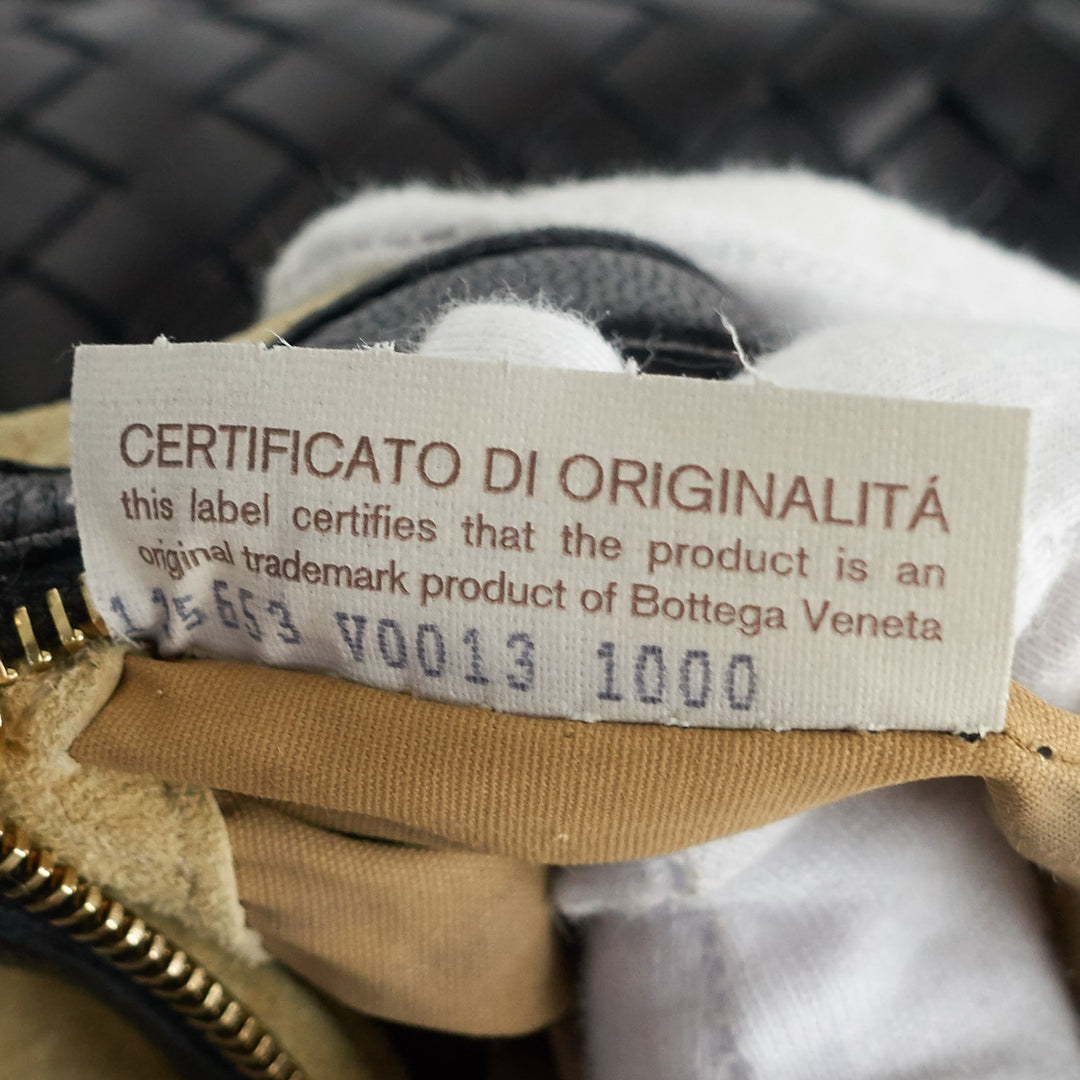 CERTIFICATO DI ORIGINALITÁ
this label certifies that the product is an
original trademark product of Bottega Veneta
125653 V0013 1000